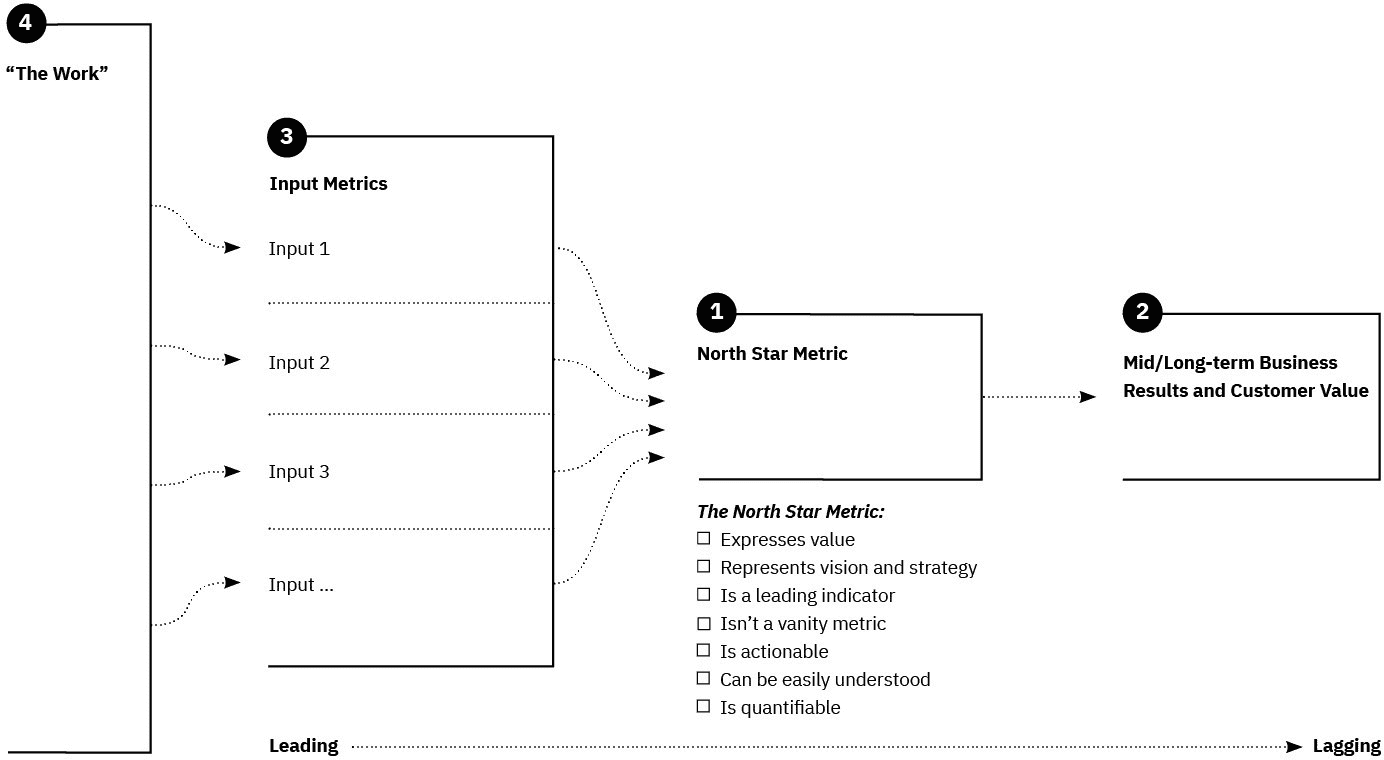 4
“The Work”
3
Input Metrics
Input 1
Input 2
Input 3
Input ...
1
North Star Metric
The North Star Metric:
☐ Expresses value
☐ Represents vision and strategy
☐ Is a leading indicator
☐ Isn’t a vanity metric
☐ Is actionable
☐ Can be easily understood
☐ Is quantifiable
2
Mid/Long-term Business
Results and Customer Value
Leading
Lagging